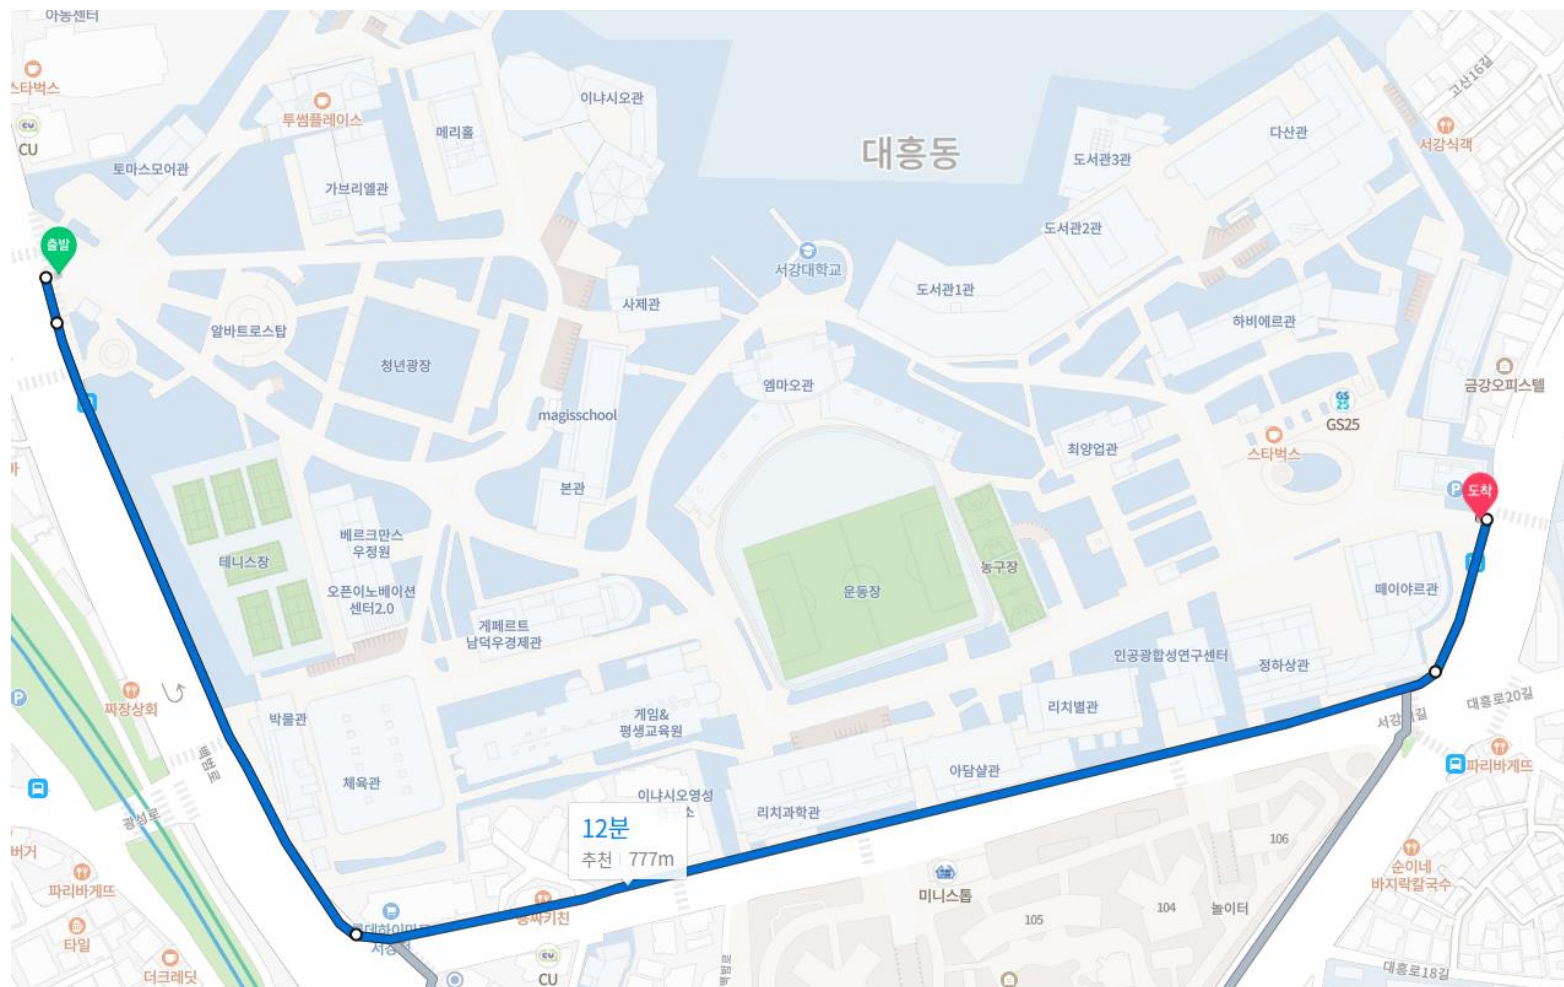 아동센터
스타벅스
CU
토마스모어관
투썸플레이스
가브리엘관
메리홀
이냐시오관
대흥동
도서관3관
다산관
고산16길
서강식객
출발
도서관2관
서강대학교
도서관1관
사제관
알바트로스탑
청년광장
엠마오관
하비에르관
금강오피스텔
magisschool
GS
25
GS25
최양업관
스타벅스
본관
P
도착
베르크만스
우정원
테니스장
오픈이노베이션
센터2.0
운동장
농구장
떼이야르관
게페르트
남덕우경제관
인공광합성연구센터
정하상관
P
짜장상회
박물관
게임&
평생교육원
리치별관
대흥로20길
파리바게뜨
백범로
체육관
아담샬관
이냐시오영성
리치과학관
12분
추천 777m
광성로
버거
파리바게뜨
타일
더크레딧
서강
CU
미니스톱
106
105
104
놀이터
순이네
바지락칼국수
백범로
대흥로18길